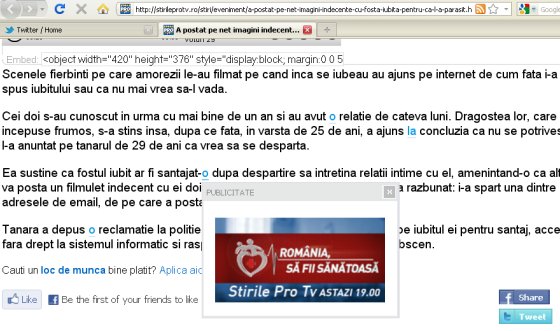 http://stirileprotv.ro/stiri/eveniment/a-postat-pe-net-imagini-indecente-cu-fosta-iubita-pentru-ca-l-a-parasit.h
Google
Twitter / Home
A postat pe net imagini indecent...
Voturi 29
Embed: <object width="420" height="376" style="display:block; margin:0 0 5
Scenele fierbinti pe care amorezii le-au filmat pe cand inca se iubeau au ajuns pe internet de cum fata i-a
spus iubitului sau ca nu mai vrea sa-l vada.
Cei doi s-au cunoscut in urma cu mai bine de un an si au avut o relatie de cateva luni. Dragostea lor, care
incepuse frumos, s-a stins insa, dupa ce fata, in varsta de 25 de ani, a ajuns la concluzia ca nu se potrives
l-a anuntat pe tanarul de 29 de ani ca vrea sa se desparta.
Ea sustine ca fostul iubit ar fi santajat-o dupa despartire sa intretina relatii intime cu el, amenintand-o ca alt
va posta un filmulet indecent cu ei doi
a razbunat: i-a spart una dintre
adresele de email, de pe care a posta
PUBLICITATE
ROMÂNIA,
SĂ FII SĂNĂTOASĂ
Stirile Pro Tv ASTAZI 19.00
Tanara a depus o reclamatie la politie
pe iubitul ei pentru santaj, acce
fara drept la sistemul informatic si rasp
bscen.
Cauti un loc de munca bine platit? Aplica aic
Like
Be the first of your friends to like
Share
Tweet